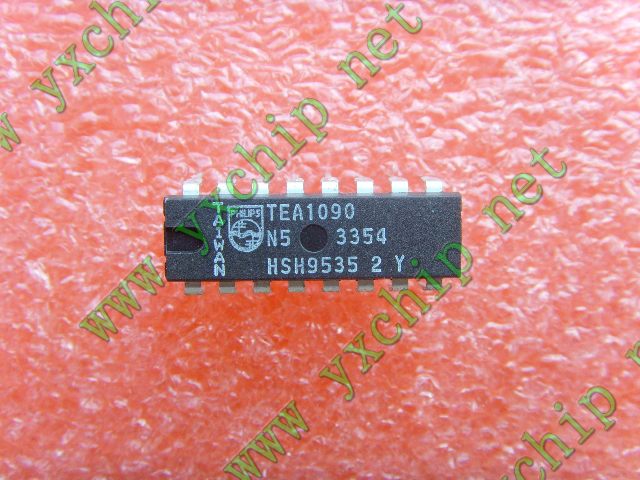 www yxchip net
www yxchip net
TAIWAN
PHILIPS
TEA1090
N5 3354
HSH9535 2 Y
www yxchip net
www yxchip net